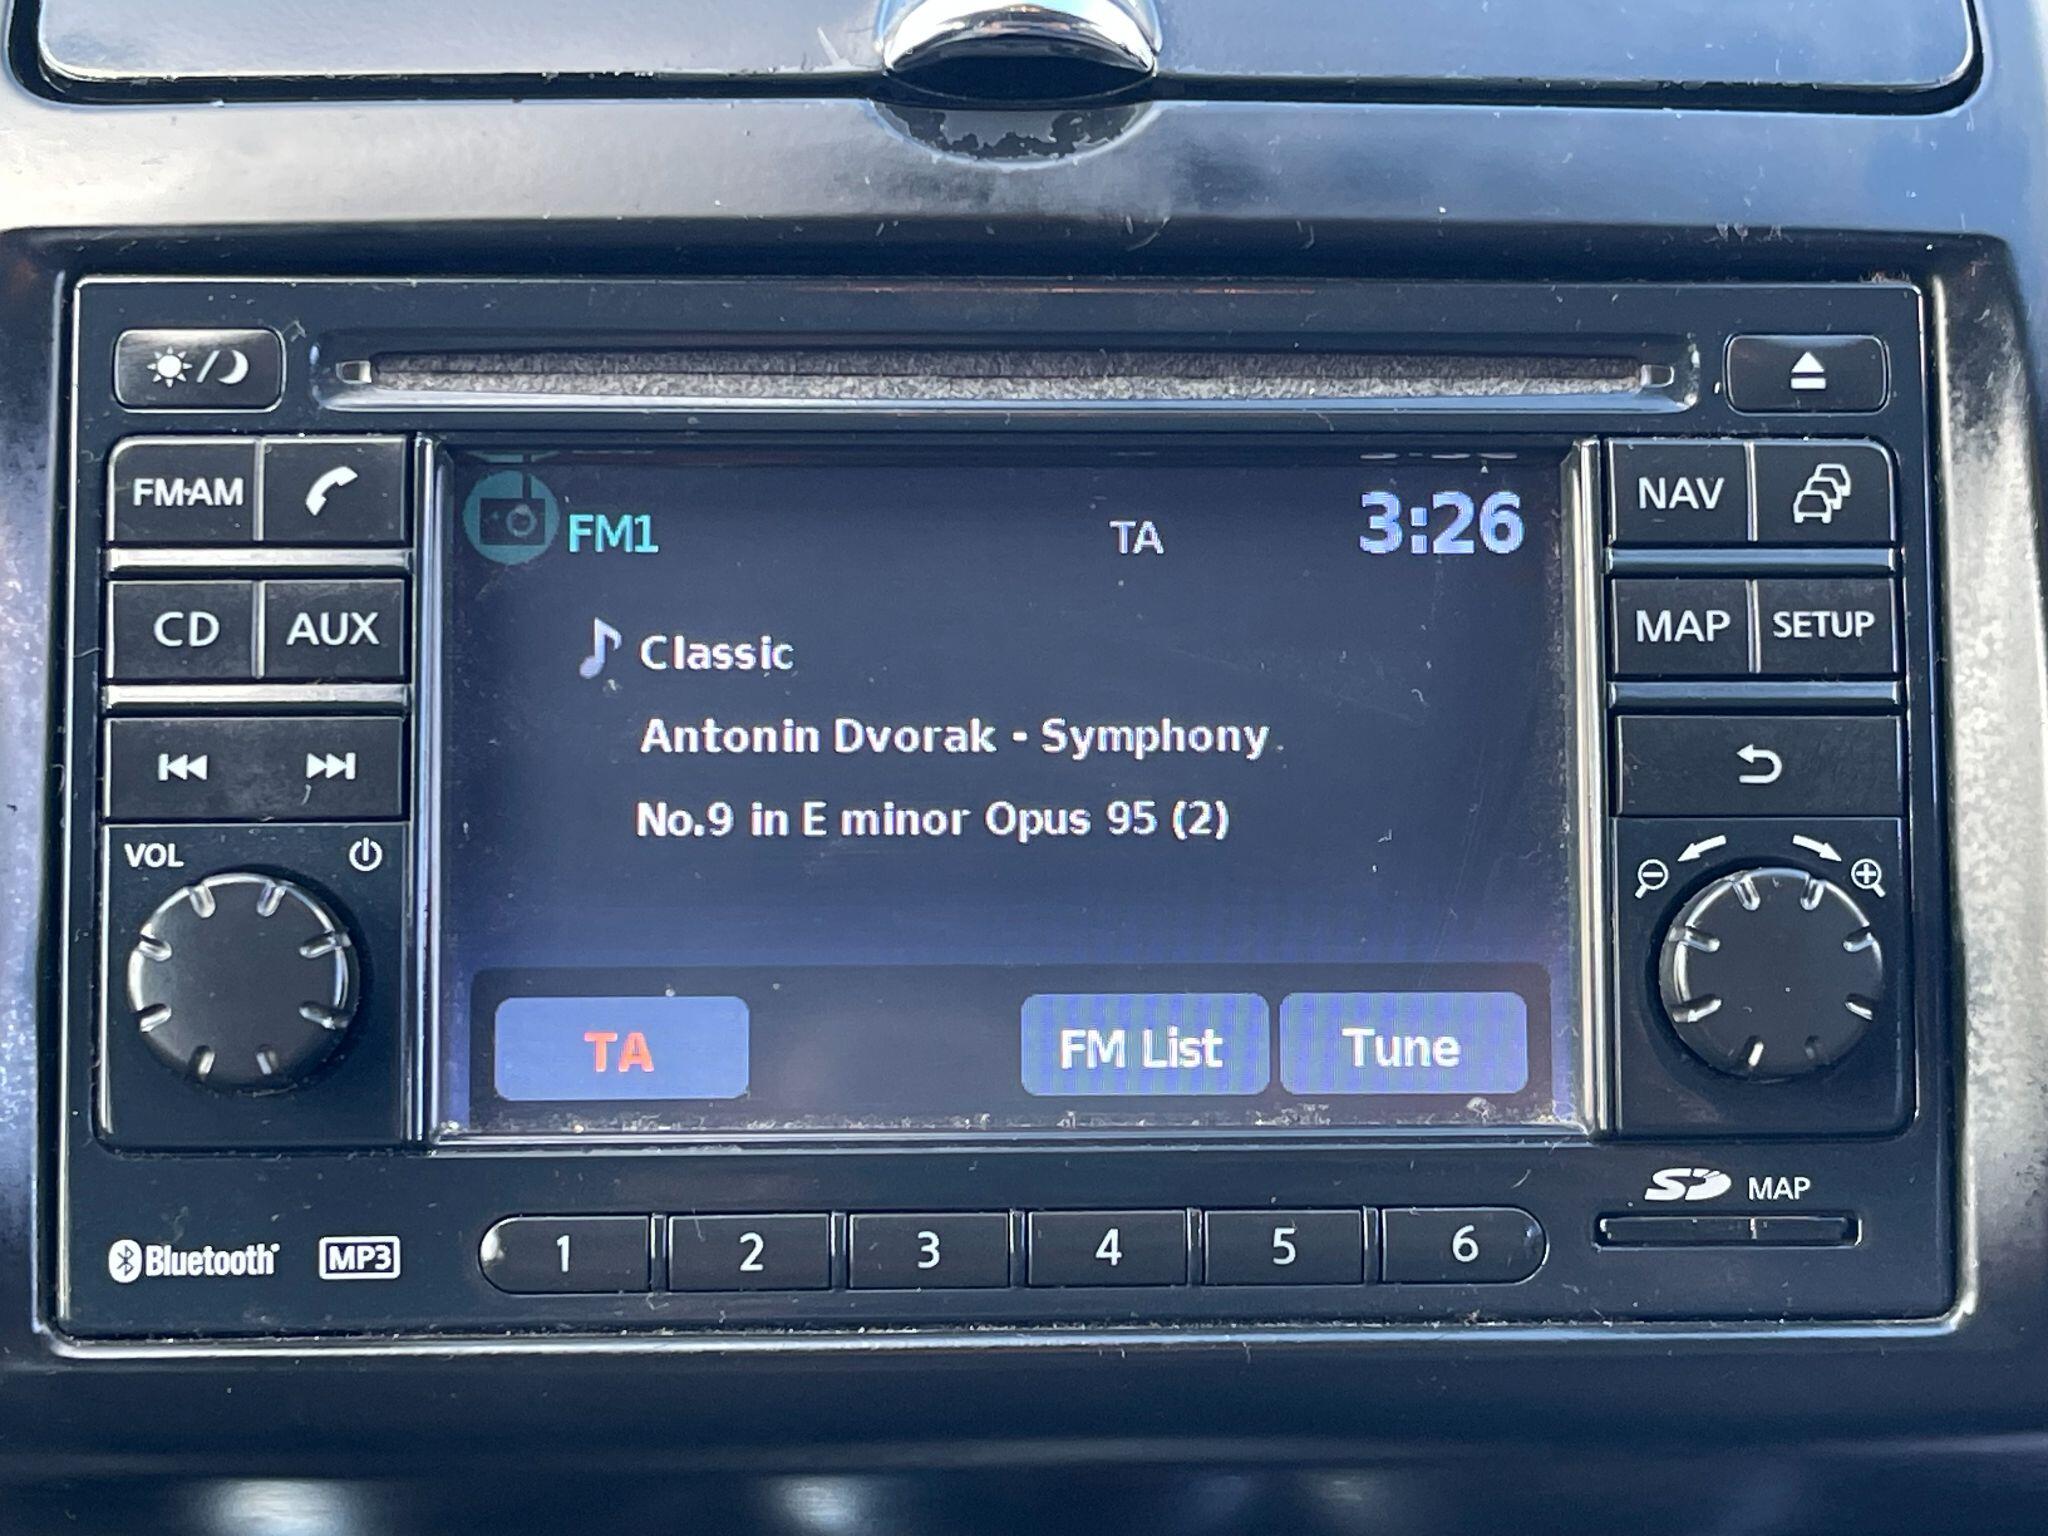 FM·AM
NAV
FM1 TA 3:26
CD AUX
MAP SETUP
Classic
Antonin Dvorak - Symphony
No.9 in E minor Opus 95 (2)
VOL
TA FM List Tune
SD MAP
Bluetooth MP3 1 2 3 4 5 6